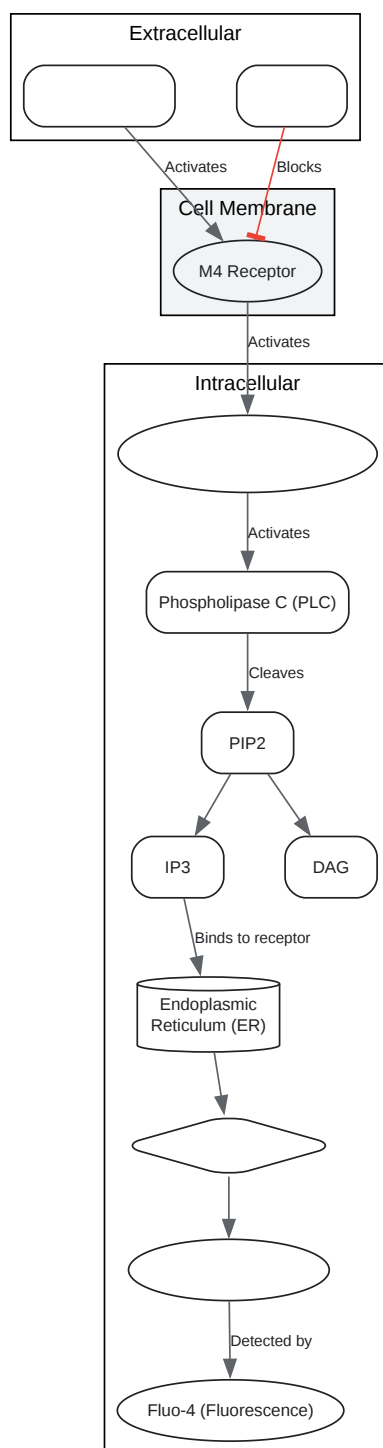 Extracellular
Activates
Blocks
Cell Membrane
M4 Receptor
Activates
Intracellular
Activates
Phospholipase C (PLC)
Cleaves
PIP2
IP3
DAG
Binds to receptor
Endoplasmic
Reticulum (ER)
Detected by
Fluo-4 (Fluorescence)